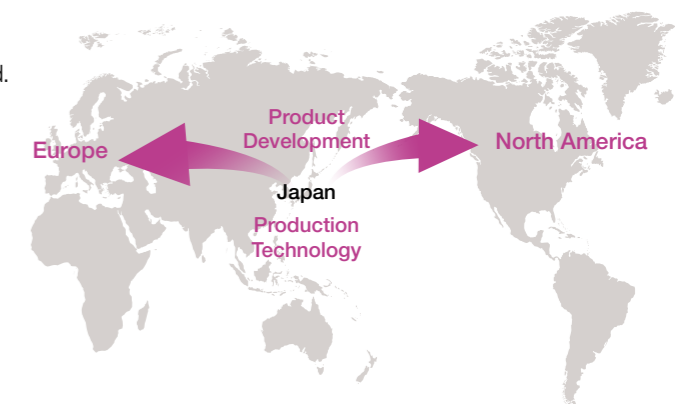 d.
Product
Development
Europe
North America
Japan
Production
Technology